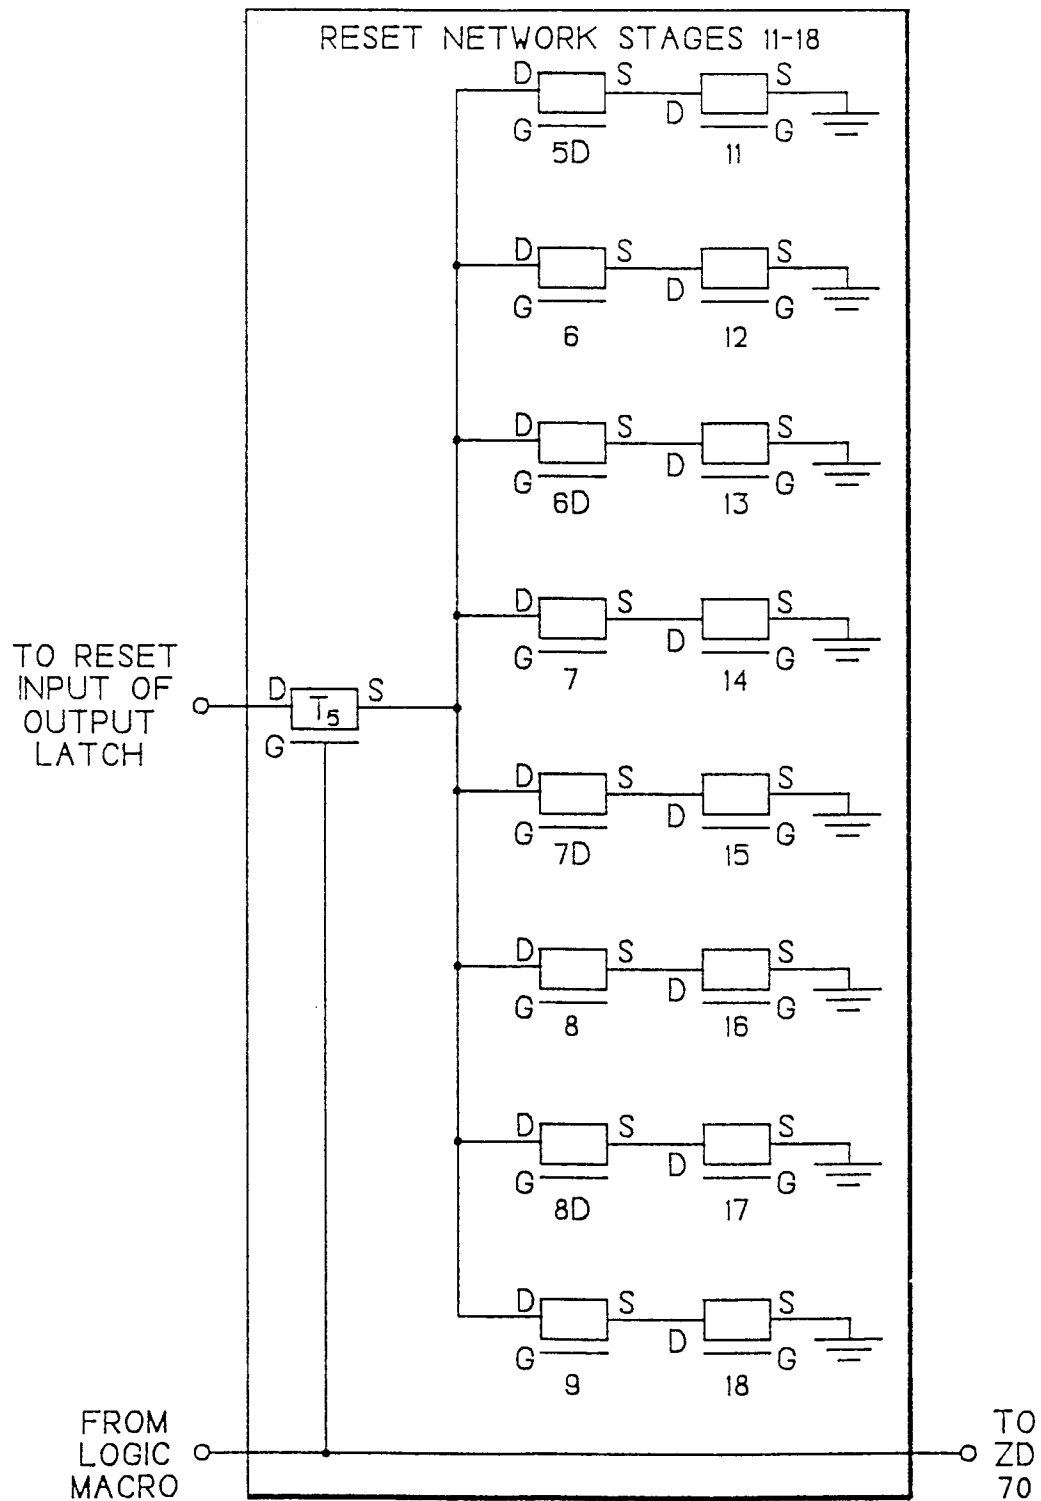 RESET NETWORK STAGES 11-18
D S S
D
G G
5D 11
D S S
D
G G
6 12
D S S
D
G G
6D 13
D S S
D
G G
7 14
TO RESET
INPUT OF
OUTPUT
LATCH
D T5 S
G
D S S
D
G G
7D 15
D S S
D
G G
8 16
D S S
D
G G
8D 17
D S S
D
G G
9 18
FROM
LOGIC
MACRO
TO
ZD
70